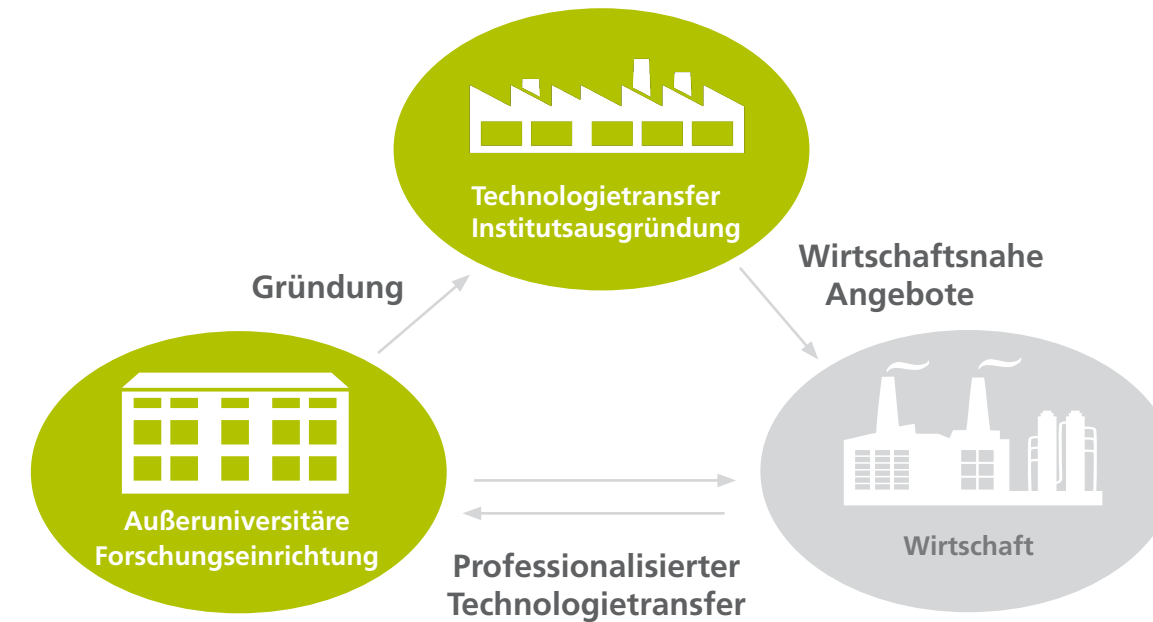 Technologietransfer
Institutsausgründung
Wirtschaftsnahe
Angebote
Gründung
Außeruniversitäre
Forschungseinrichtung
Wirtschaft
Professionalisierter
Technologietransfer